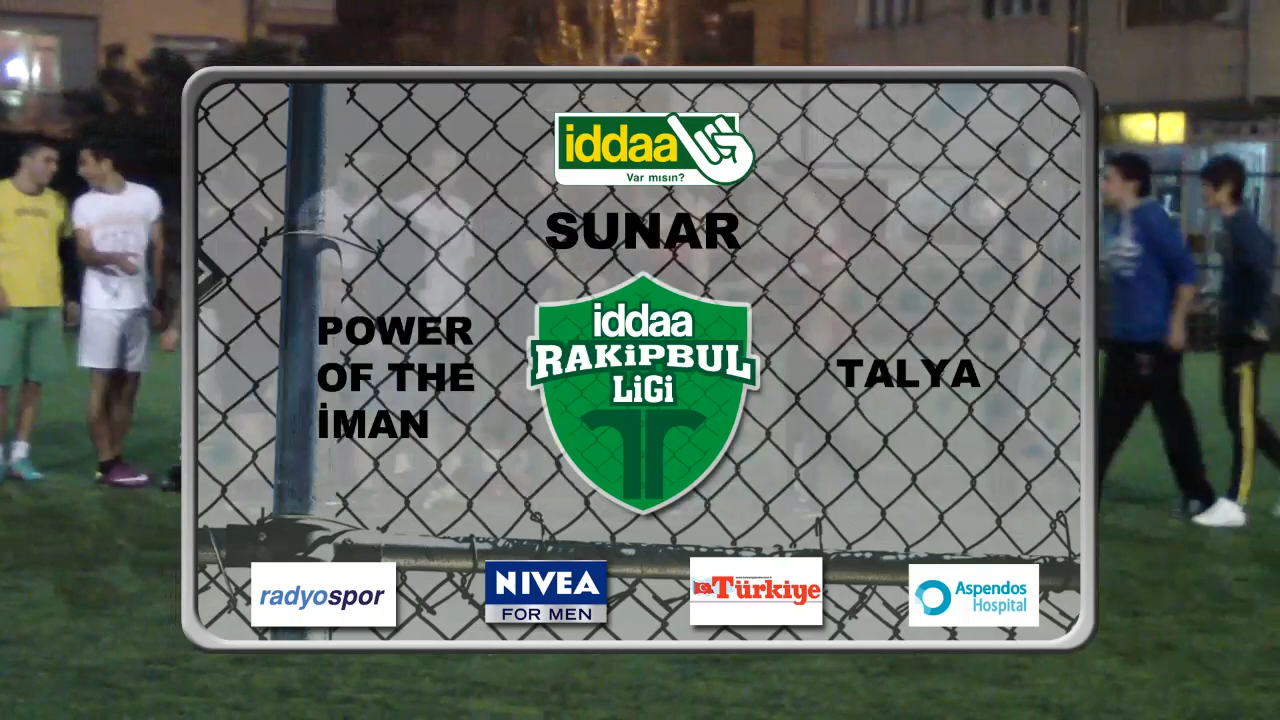 iddaa
Var mısın?
SUNAR
POWER
OF THE
İMAN
iddaa
RAKiPBUL
LiGi
TALYA
radyospor
NIVEA
FOR MEN
Türkiye
Aspendos
Hospital